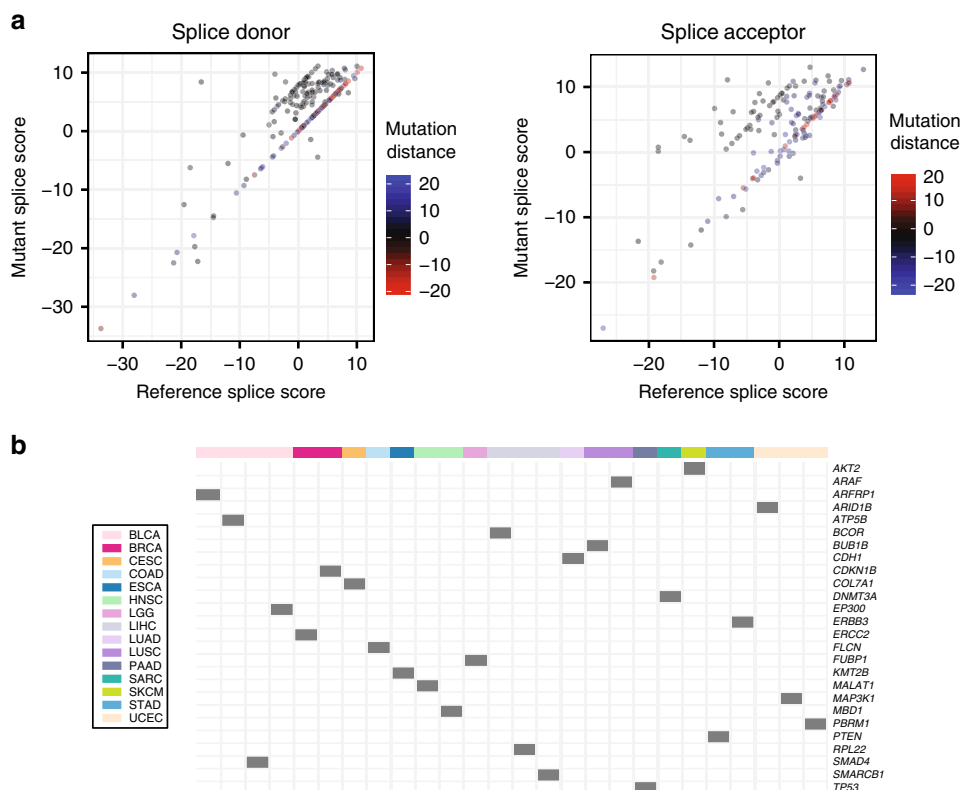 a
Splice donor
Mutant splice score
10
0
−10
−20
−30
−30
−20
−10
0
10
Reference splice score
Mutation
distance
20
10
0
−10
−20
Splice acceptor
Mutant splice score
10
0
−10
−20
−20
−10
0
10
Reference splice score
Mutation
distance
20
10
0
−10
−20
b
BLCA
BRCA
CESC
COAD
ESCA
HNSC
LGG
LIHC
LUAD
LUSC
PAAD
SARC
SKCM
STAD
UCEC
AKT2
ARAF
ARFRP1
ARID1B
ATP5B
BCOR
BUB1B
CDH1
CDKN1B
COL7A1
DNMT3A
EP300
ERBB3
ERCC2
FLCN
FUBP1
KMT2B
MALAT1
MAP3K1
MBD1
PBRM1
PTEN
RPL22
SMAD4
SMARCB1
TP53